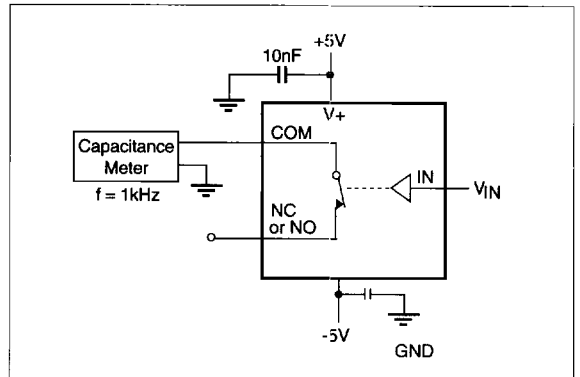 +5V
10nF
V+
COM
Capacitance
Meter
f = 1kHz
IN
VIN
NC
or NO
-5V
GND